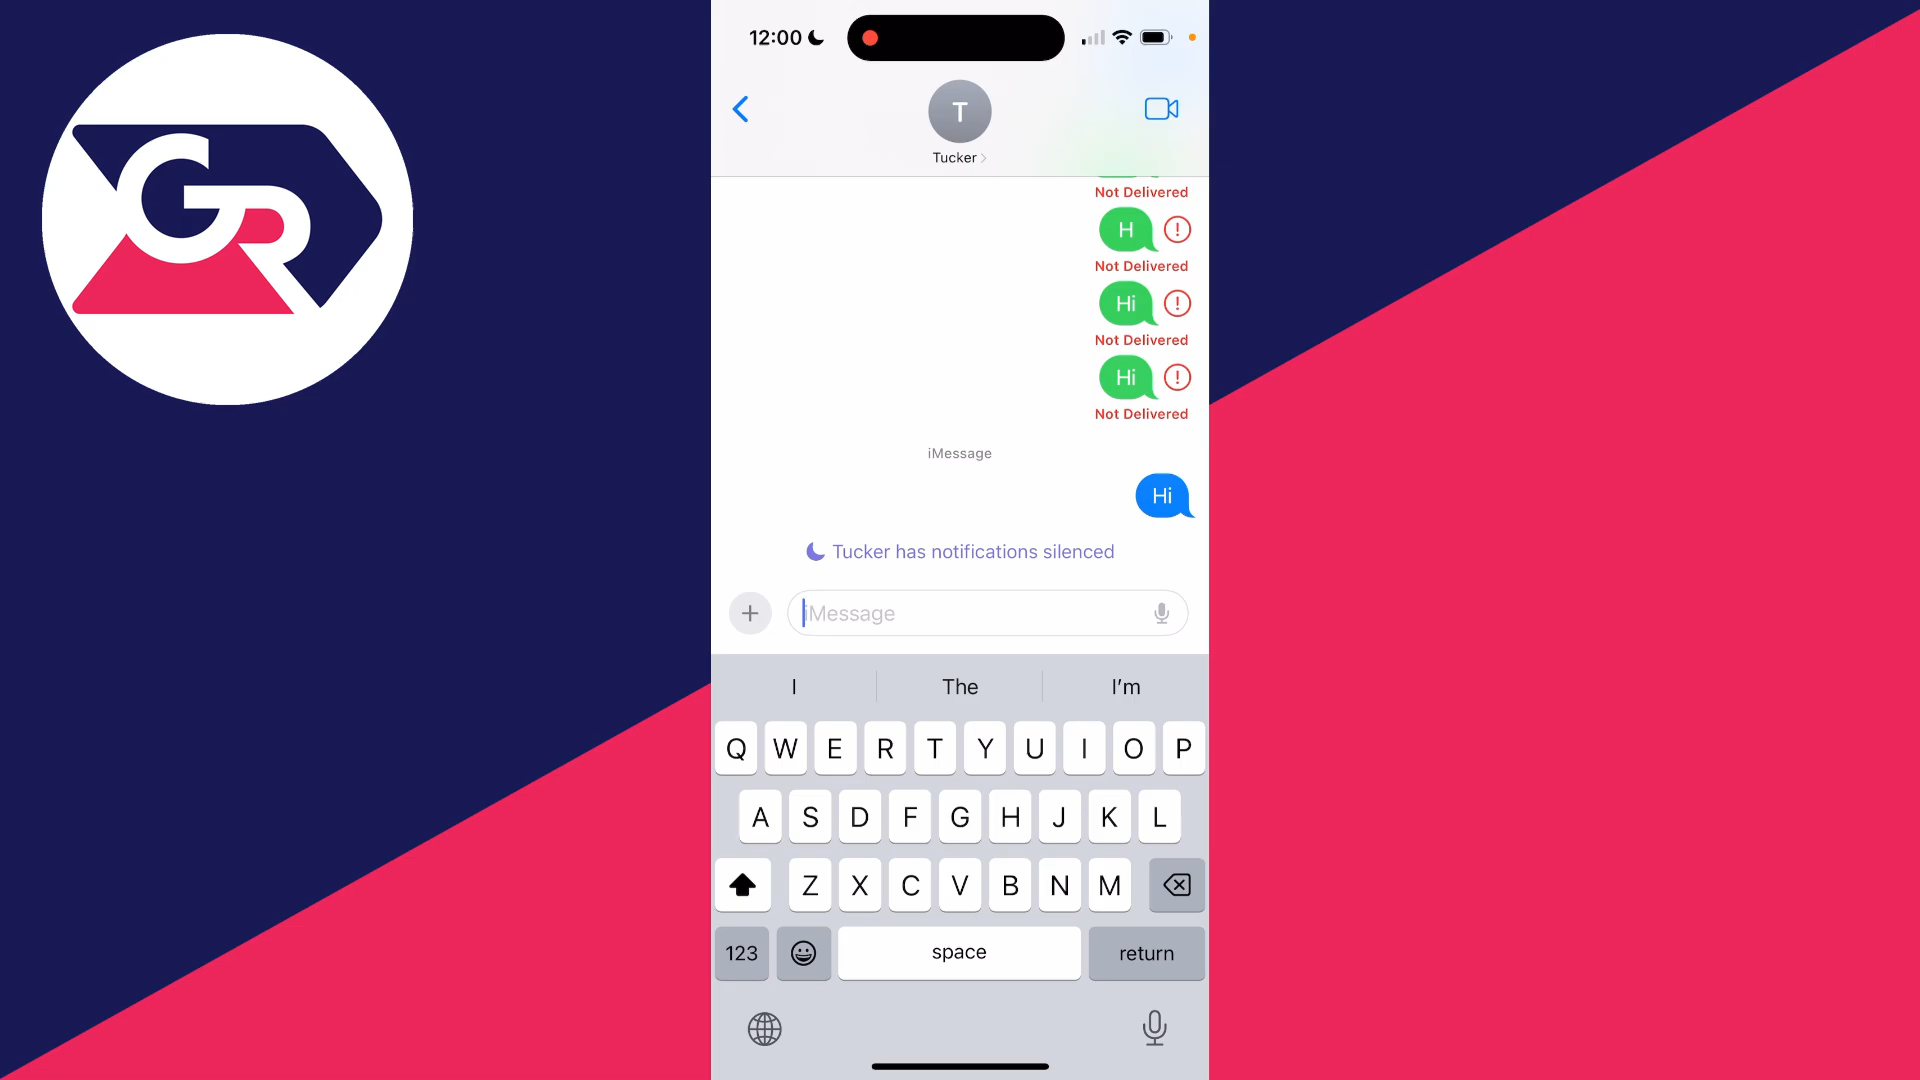 GR
12:00
T
Tucker
Not Delivered
H !
Not Delivered
Hi !
Not Delivered
Hi !
Not Delivered
iMessage
Hi
Tucker has notifications silenced
iMessage
I The I'm
Q W E R T Y U I O P
A S D F G H J K L
Z X C V B N M
123 space return